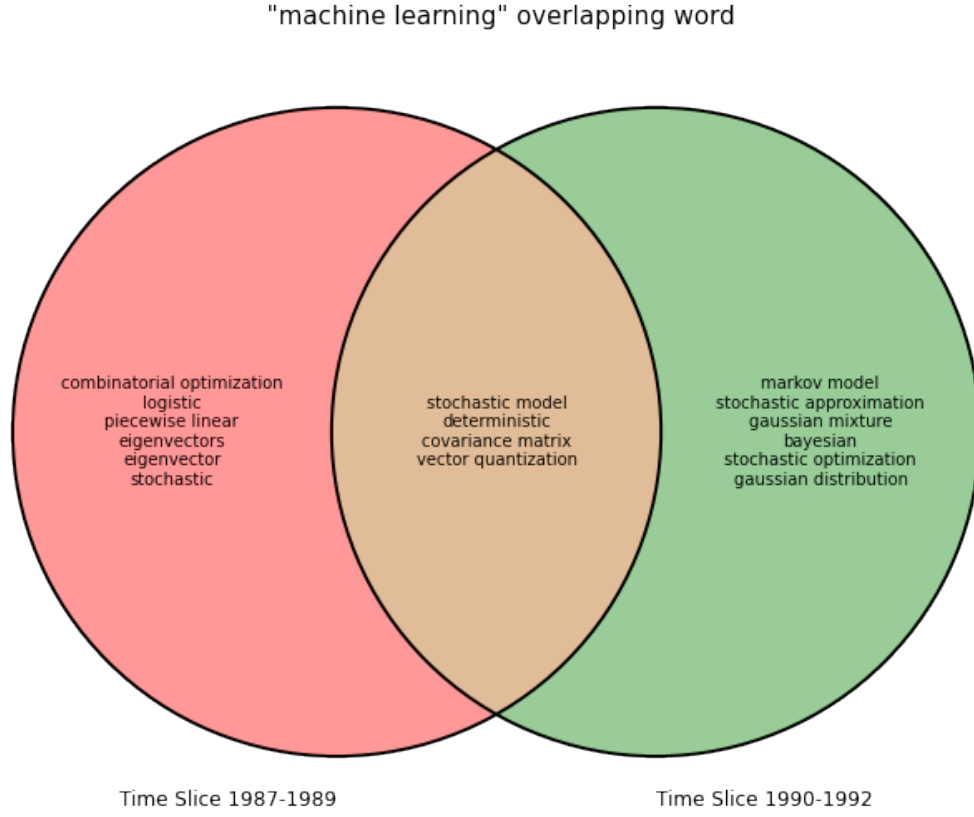 "machine learning" overlapping word
combinatorial optimization
logistic
piecewise linear
eigenvectors
eigenvector
stochastic
stochastic model
deterministic
covariance matrix
vector quantization
markov model
stochastic approximation
gaussian mixture
bayesian
stochastic optimization
gaussian distribution
Time Slice 1987-1989
Time Slice 1990-1992